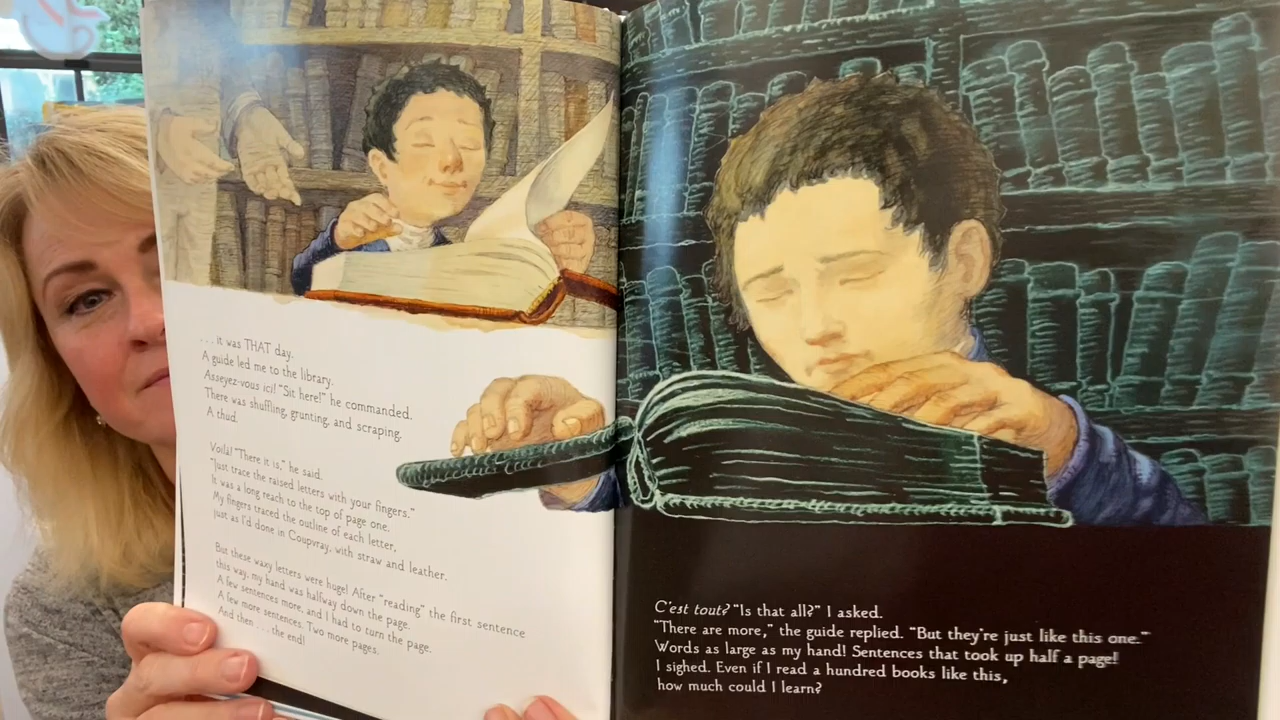 . . . it was THAT day.
A guide led me to the library.
Asseyez-vous ici! “Sit here!” he commanded.
There was shuffling, grunting, and scraping.
A thud.
Voilà! “There it is,” he said.
“Just trace the raised letters with your fingers.”
It was a long reach to the top of page one.
My fingers traced the outline of each letter,
just as I’d done in Coupvray, with straw and leather.
But these waxy letters were huge! After “reading” the first sentence
this way, my hand was halfway down the page.
A few sentences more, and I had to turn the page.
A few more sentences. Two more pages.
And then . . . the end!
C’est tout? “Is that all?” I asked.
“There are more,” the guide replied. “But they’re just like this one.”
Words as large as my hand! Sentences that took up half a page!
I sighed. Even if I read a hundred books like this,
how much could I learn?